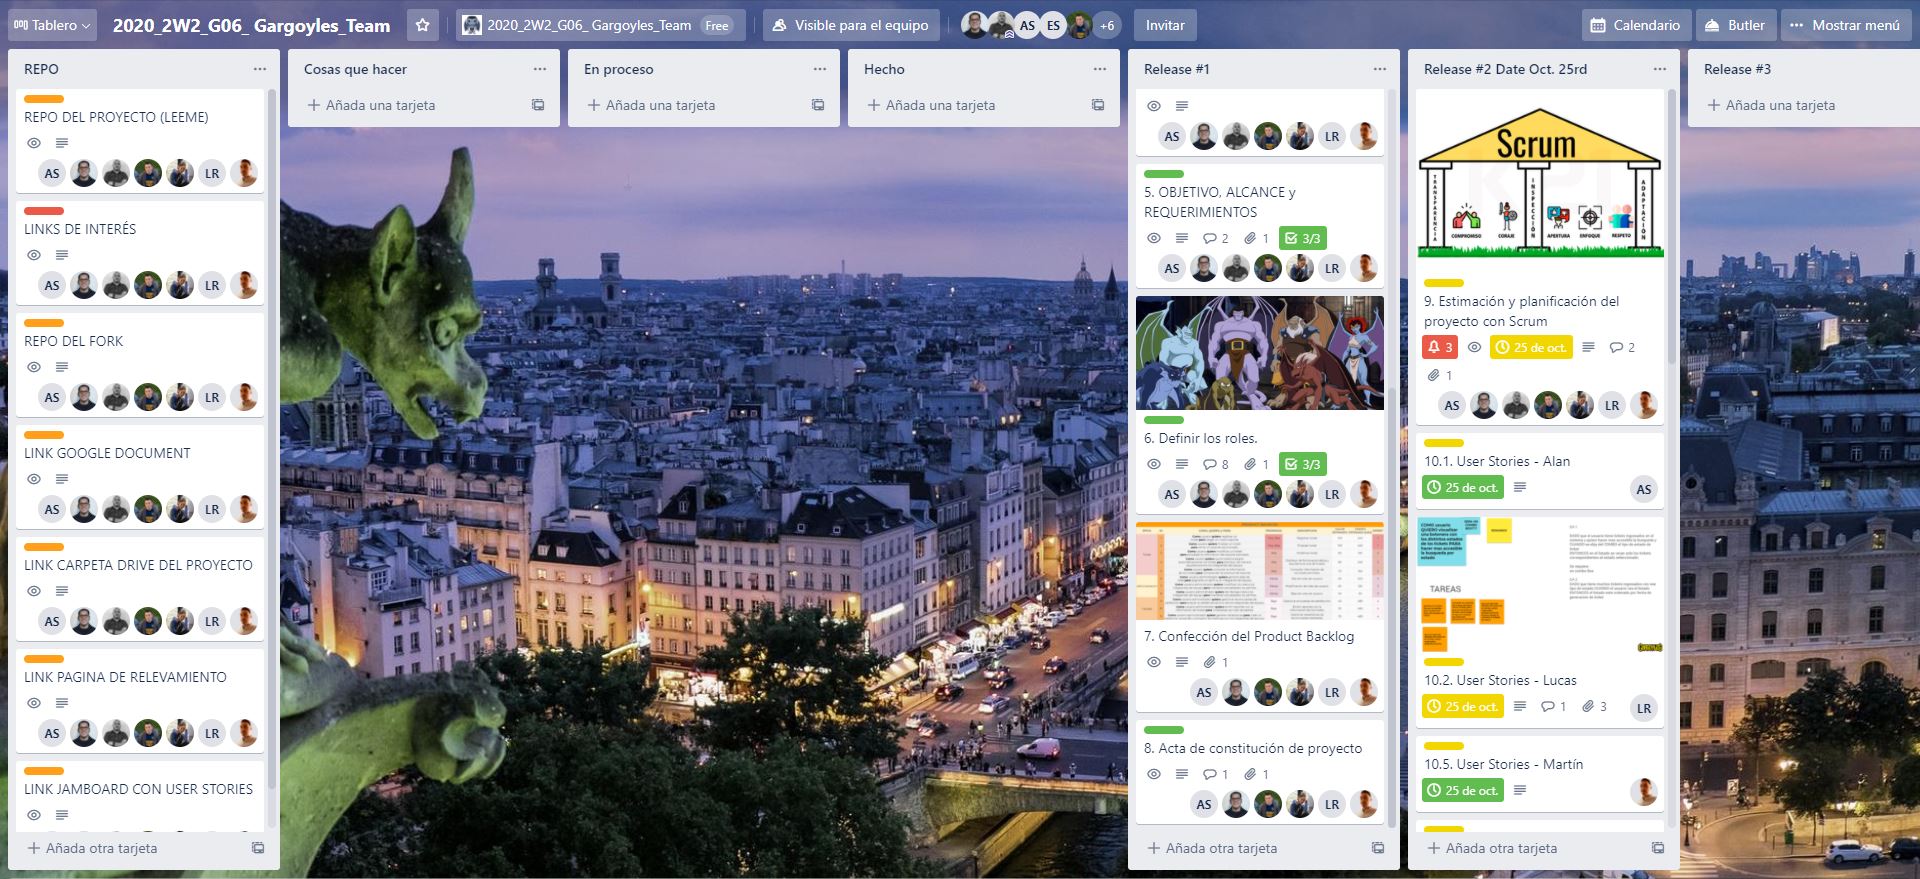 Tablero
2020_2W2_G06_ Gargoyles_Team
2020_2W2_G06_ Gargoyles_Team Free
Visible para el equipo
AS
ES
+6
Invitar
Calendario
Butler
Mostrar menú
REPO
REPO DEL PROYECTO (LEEME)
AS
LR
LINKS DE INTERÉS
AS
LR
REPO DEL FORK
AS
LR
LINK GOOGLE DOCUMENT
AS
LR
LINK CARPETA DRIVE DEL PROYECTO
AS
LR
LINK PAGINA DE RELEVAMIENTO
AS
LR
LINK JAMBOARD CON USER STORIES
Añada otra tarjeta
Cosas que hacer
Añada una tarjeta
En proceso
Añada una tarjeta
Hecho
Añada una tarjeta
Release #1
AS
LR
5. OBJETIVO, ALCANCE y
REQUERIMIENTOS
2 1 3/3
AS
LR
6. Definir los roles.
8 1 3/3
AS
LR
7. Confección del Product Backlog
1
AS
LR
8. Acta de constitución de proyecto
1 1
AS
LR
Añada otra tarjeta
Release #2 Date Oct. 25rd
Scrum
TRANSPARENCIA
INSPECCIÓN
ADAPTACIÓN
COMPROMISO
CORAJE
APERTURA
ENFOQUE
RESPETO
9. Estimación y planificación del
proyecto con Scrum
3 25 de oct. 2
1
AS
LR
10.1. User Stories - Alan
25 de oct.
AS
TAREAS
10.2. User Stories - Lucas
25 de oct. 1 3
LR
10.5. User Stories - Martín
25 de oct.
Añada otra tarjeta
Release #3
Añada una tarjeta